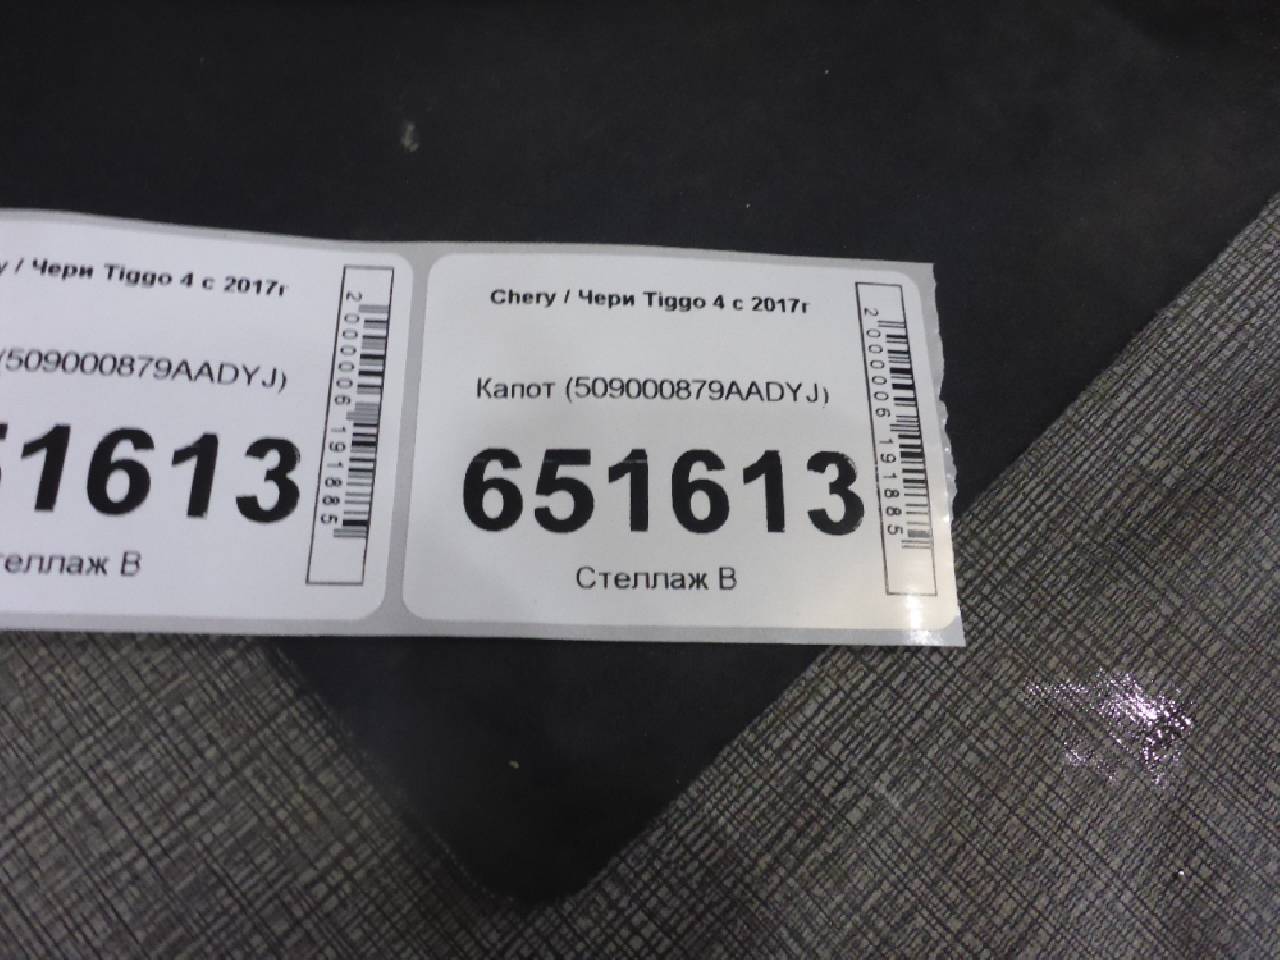 / Чери Tiggo 4 с 2017г
(509000879AADYJ)
51613
теллаж В
2000006191885
Chery / Чери Tiggo 4 с 2017г
Капот (509000879AADYJ)
651613
Стеллаж В
2000006191885